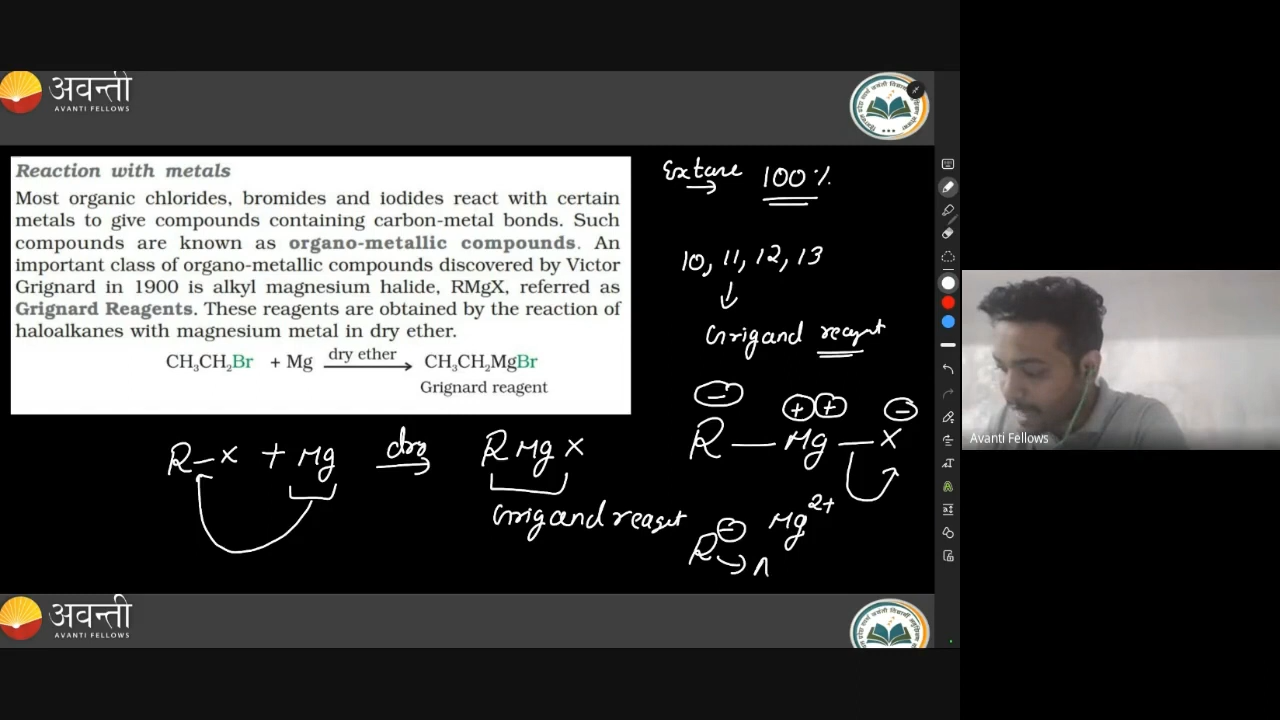 अवन्ती
AVANTI FELLOWS
Reaction with metals
Most organic chlorides, bromides and iodides react with certain
metals to give compounds containing carbon-metal bonds. Such
compounds are known as organo-metallic compounds. An
important class of organo-metallic compounds discovered by Victor
Grignard in 1900 is alkyl magnesium halide, RMgX, referred as
Grignard Reagents. These reagents are obtained by the reaction of
haloalkanes with magnesium metal in dry ether.
CH₃CH₂Br + Mg dry ether → CH₃CH₂MgBr
Grignard reagent
Extare 100%
→
10, 11, 12, 13
↓
Grigand reagut
R – X + Mg dry → R Mg X
Grigand reaget
⊖ ⊕⊕ ⊖
R — Mg — X
R⊖ Mg²⁺
Avanti Fellows
अवन्ती
AVANTI FELLOWS